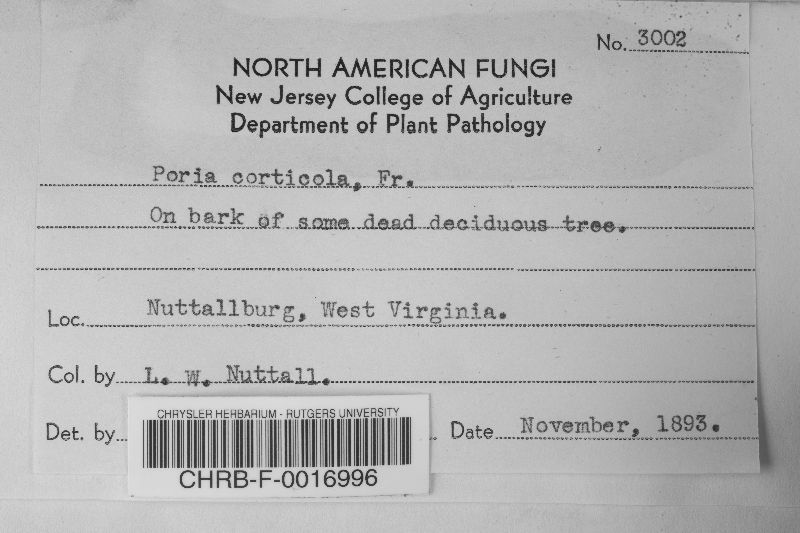 No. 3002
NORTH AMERICAN FUNGI
New Jersey College of Agriculture
Department of Plant Pathology
Poria corticola, Fr.
On bark of some dead deciduous tree.
Loc. Nuttallburg, West Virginia.
Col. by L. W. Nuttall.
Det. by Date November, 1893.
CHRYSLER HERBARIUM - RUTGERS UNIVERSITY
CHRB-F-0016996